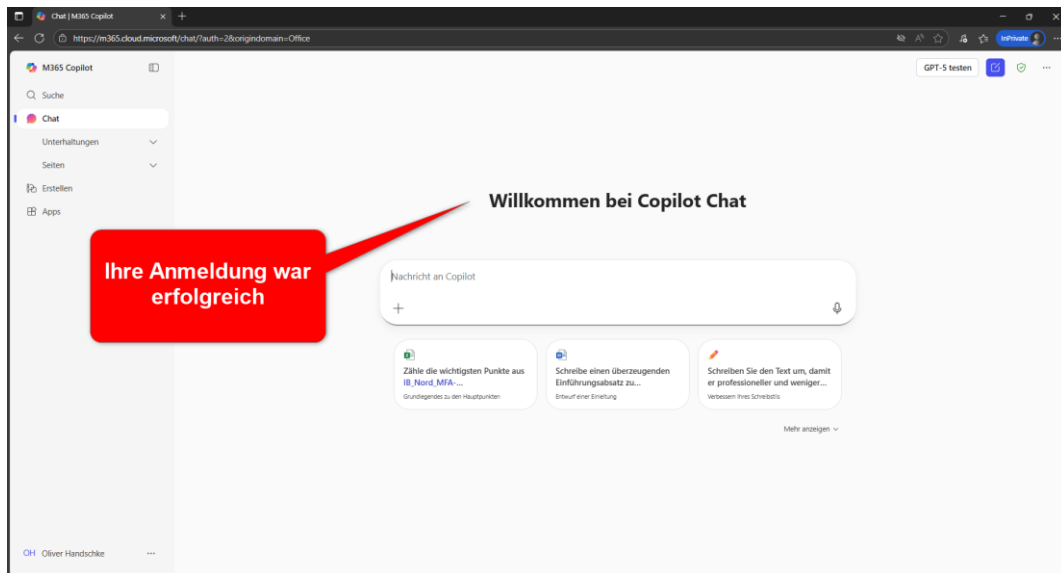 Chat | M365 Copilot
https://m365.cloud.microsoft/chat/?auth=2&origindomain=Office
InPrivate
M365 Copilot
GPT-5 testen
Suche
Chat
Unterhaltungen
Seiten
Erstellen
Apps
Willkommen bei Copilot Chat
Ihre Anmeldung war
erfolgreich
Nachricht an Copilot
Zähle die wichtigsten Punkte aus
IB_Nord_MFA-...
Grundlegendes zu den Hauptpunkten
Schreibe einen überzeugenden
Einführungsabsatz zu...
Entwurf einer Einleitung
Schreiben Sie den Text um, damit
er professioneller und weniger...
Verbessern Ihres Schreibstils
Mehr anzeigen
OH Oliver Handschke